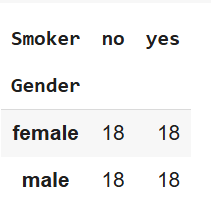 Smoker no yes
Gender
female 18 18
male 18 18